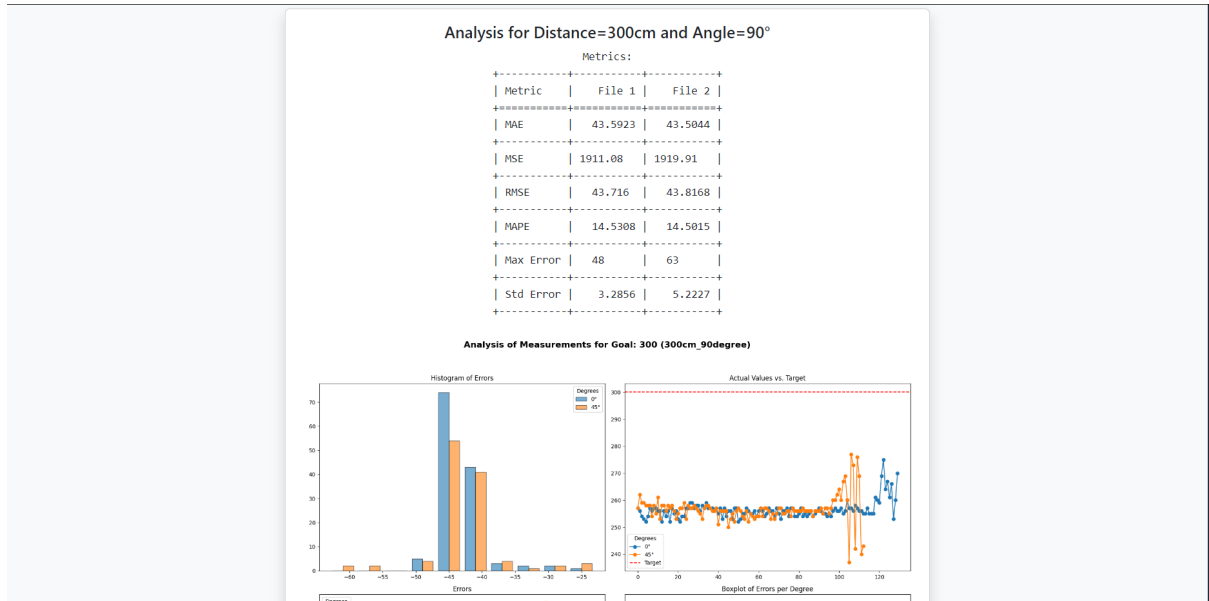 Analysis for Distance=300cm and Angle=90°
Metrics:
+-----------+-----------+-----------+
| Metric | File 1 | File 2 |
+===========+===========+===========+
| MAE | 43.5923 | 43.5044 |
+-----------+-----------+-----------+
| MSE | 1911.08 | 1919.91 |
+-----------+-----------+-----------+
| RMSE | 43.716 | 43.8168 |
+-----------+-----------+-----------+
| MAPE | 14.5308 | 14.5015 |
+-----------+-----------+-----------+
| Max Error | 48 | 63 |
+-----------+-----------+-----------+
| Std Error | 3.2856 | 5.2227 |
+-----------+-----------+-----------+
Analysis of Measurements for Goal: 300 (300cm_90degree)
Histogram of Errors
Degrees
0°
45°
70
60
50
40
30
20
10
0
−60 −55 −50 −45 −40 −35 −30 −25
Errors
Actual Values vs. Target
300
290
280
270
260
250
240
Degrees
0°
45°
Target
0 20 40 60 80 100 120
Boxplot of Errors per Degree
Degrees